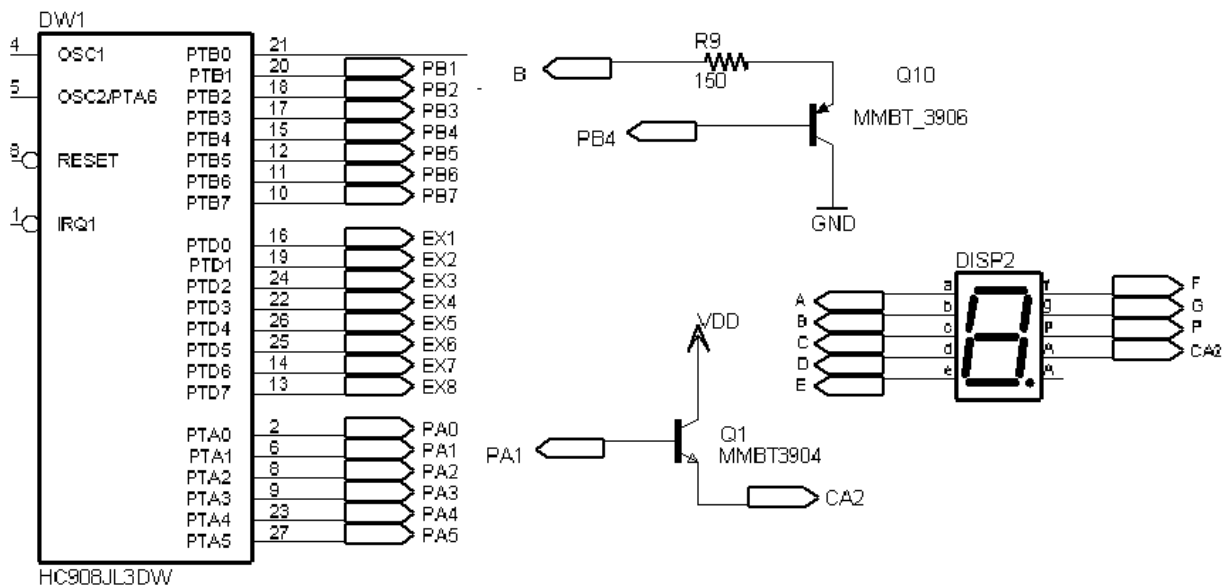 DW1
4 OSC1 PTB0 21
PTB1 20 PB1
5 OSC2/PTA6 PTB2 18 PB2
PTB3 17 PB3
PTB4 15 PB4
8 RESET PTB5 12 PB5
PTB6 11 PB6
PTB7 10 PB7
1 IRQ1
PTD0 16 EX1
PTD1 19 EX2
PTD2 24 EX3
PTD3 22 EX4
PTD4 26 EX5
PTD5 25 EX6
PTD6 14 EX7
PTD7 13 EX8
PTA0 2 PA0
PTA1 6 PA1
PTA2 8 PA2
PTA3 9 PA3
PTA4 23 PA4
PTA5 27 PA5
HC908JL3DW
R9
B 150 Q10
PB4 MMBT_3906
GND
VDD
PA1 Q1
MMBT3904
CA2
DISP2
A a f F
B b g G
C c P P
D d A CA2
E e A